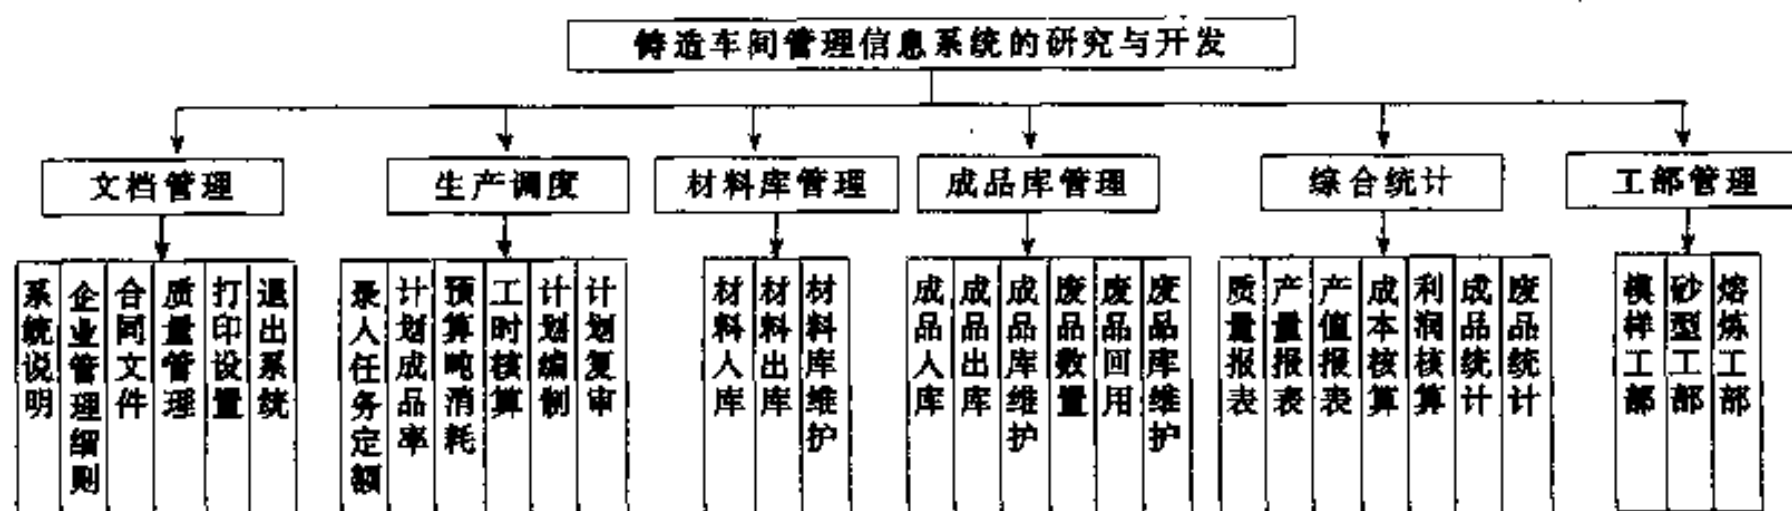 铸造车间管理信息系统的研究与开发
文档管理
生产调度
材料库管理
成品库管理
综合统计
工部管理
系统说明
企业管理细则
合同文件
质量管理
打印设置
退出系统
录入任务定额
计划成品率
预算吨消耗
工时核算
计划编制
计划复审
材料入库
材料出库
材料库维护
成品入库
成品出库
成品库维护
废品数量
废品回用
废品库维护
质量报表
产量报表
产值报表
成本核算
利润核算
成品统计
废品统计
模样工部
砂型工部
熔炼工部